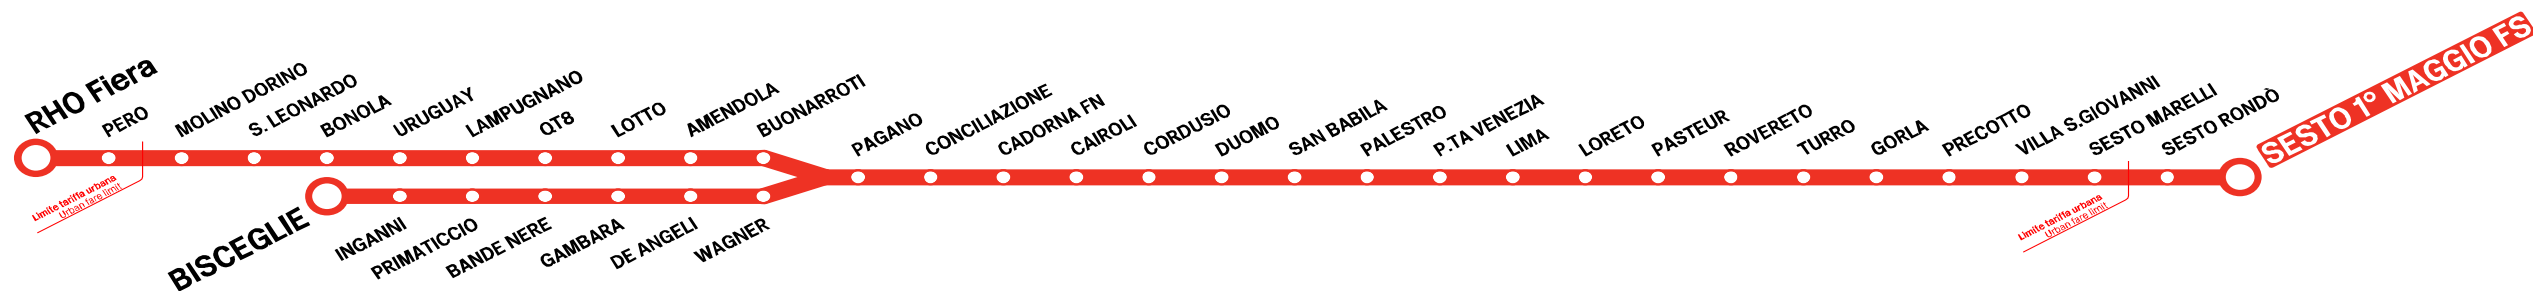 RHO Fiera
PERO
MOLINO DORINO
S. LEONARDO
BONOLA
URUGUAY
LAMPUGNANO
QT8
LOTTO
AMENDOLA
BUONARROTI
PAGANO
CONCILIAZIONE
CADORNA FN
CAIROLI
CORDUSIO
DUOMO
SAN BABILA
PALESTRO
P.TA VENEZIA
LIMA
LORETO
PASTEUR
ROVERETO
TURRO
GORLA
PRECOTTO
VILLA S.GIOVANNI
SESTO MARELLI
SESTO RONDÒ
SESTO 1° MAGGIO FS
Limite tariffa urbana
Urban fare limit
BISCEGLIE
INGANNI
PRIMATICCIO
BANDE NERE
GAMBARA
DE ANGELI
WAGNER
Limite tariffa urbana
Urban fare limit